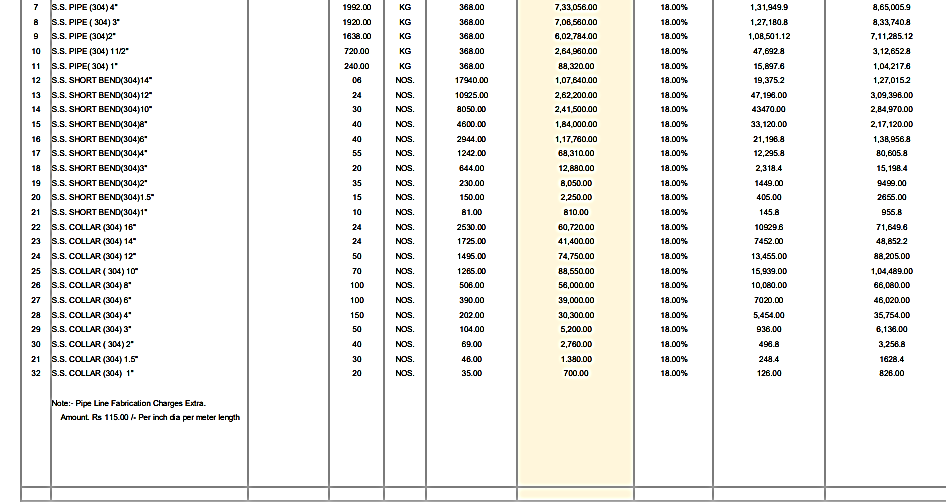 7 S.S. PIPE (304) 4" 1992.00 KG 368.00 7,33,056.00 18.00% 1,31,949.9 8,65,005.9
8 S.S. PIPE ( 304) 3" 1920.00 KG 368.00 7,06,560.00 18.00% 1,27,180.8 8,33,740.8
9 S.S. PIPE (304)2" 1638.00 KG 368.00 6,02,784.00 18.00% 1,08,501.12 7,11,285.12
10 S.S. PIPE (304) 11/2" 720.00 KG 368.00 2,64,960.00 18.00% 47,692.8 3,12,652.8
11 S.S. PIPE( 304) 1" 240.00 KG 368.00 88,320.00 18.00% 15,897.6 1,04,217.6
12 S.S. SHORT BEND(304)14" 06 NOS. 17940.00 1,07,640.00 18.00% 19,375.2 1,27,015.2
13 S.S. SHORT BEND(304)12" 24 NOS. 10925.00 2,62,200.00 18.00% 47,196.00 3,09,396.00
14 S.S. SHORT BEND(304)10" 30 NOS. 8050.00 2,41,500.00 18.00% 43470.00 2,84,970.00
15 S.S. SHORT BEND(304)8" 40 NOS. 4600.00 1,84,000.00 18.00% 33,120.00 2,17,120.00
16 S.S. SHORT BEND(304)6" 40 NOS. 2944.00 1,17,760.00 18.00% 21,196.8 1,38,956.8
17 S.S. SHORT BEND(304)4" 55 NOS. 1242.00 68,310.00 18.00% 12,295.8 80,605.8
18 S.S. SHORT BEND(304)3" 20 NOS. 644.00 12,880.00 18.00% 2,318.4 15,198.4
19 S.S. SHORT BEND(304)2" 35 NOS. 230.00 8,050.00 18.00% 1449.00 9499.00
20 S.S. SHORT BEND(304)1.5" 15 NOS. 150.00 2,250.00 18.00% 405.00 2655.00
21 S.S. SHORT BEND(304)1" 10 NOS. 81.00 810.00 18.00% 145.8 955.8
22 S.S. COLLAR (304) 16" 24 NOS. 2530.00 60,720.00 18.00% 10929.6 71,649.6
23 S.S. COLLAR (304) 14" 24 NOS. 1725.00 41,400.00 18.00% 7452.00 48,852.2
24 S.S. COLLAR (304) 12" 50 NOS. 1495.00 74,750.00 18.00% 13,455.00 88,205.00
25 S.S. COLLAR ( 304) 10" 70 NOS. 1265.00 88,550.00 18.00% 15,939.00 1,04,489.00
26 S.S. COLLAR (304) 8" 100 NOS. 506.00 56,000.00 18.00% 10,080.00 66,080.00
27 S.S. COLLAR (304) 6" 100 NOS. 390.00 39,000.00 18.00% 7020.00 46,020.00
28 S.S. COLLAR (304) 4" 150 NOS. 202.00 30,300.00 18.00% 5,454.00 35,754.00
29 S.S. COLLAR (304) 3" 50 NOS. 104.00 5,200.00 18.00% 936.00 6,136.00
30 S.S. COLLAR ( 304) 2" 40 NOS. 69.00 2,760.00 18.00% 496.8 3,256.8
21 S.S. COLLAR (304) 1.5" 30 NOS. 46.00 1.380.00 18.00% 248.4 1628.4
32 S.S. COLLAR (304) 1" 20 NOS. 35.00 700.00 18.00% 126.00 826.00
Note:- Pipe Line Fabrication Charges Extra.
Amount. Rs 115.00 /- Per inch dia per meter length